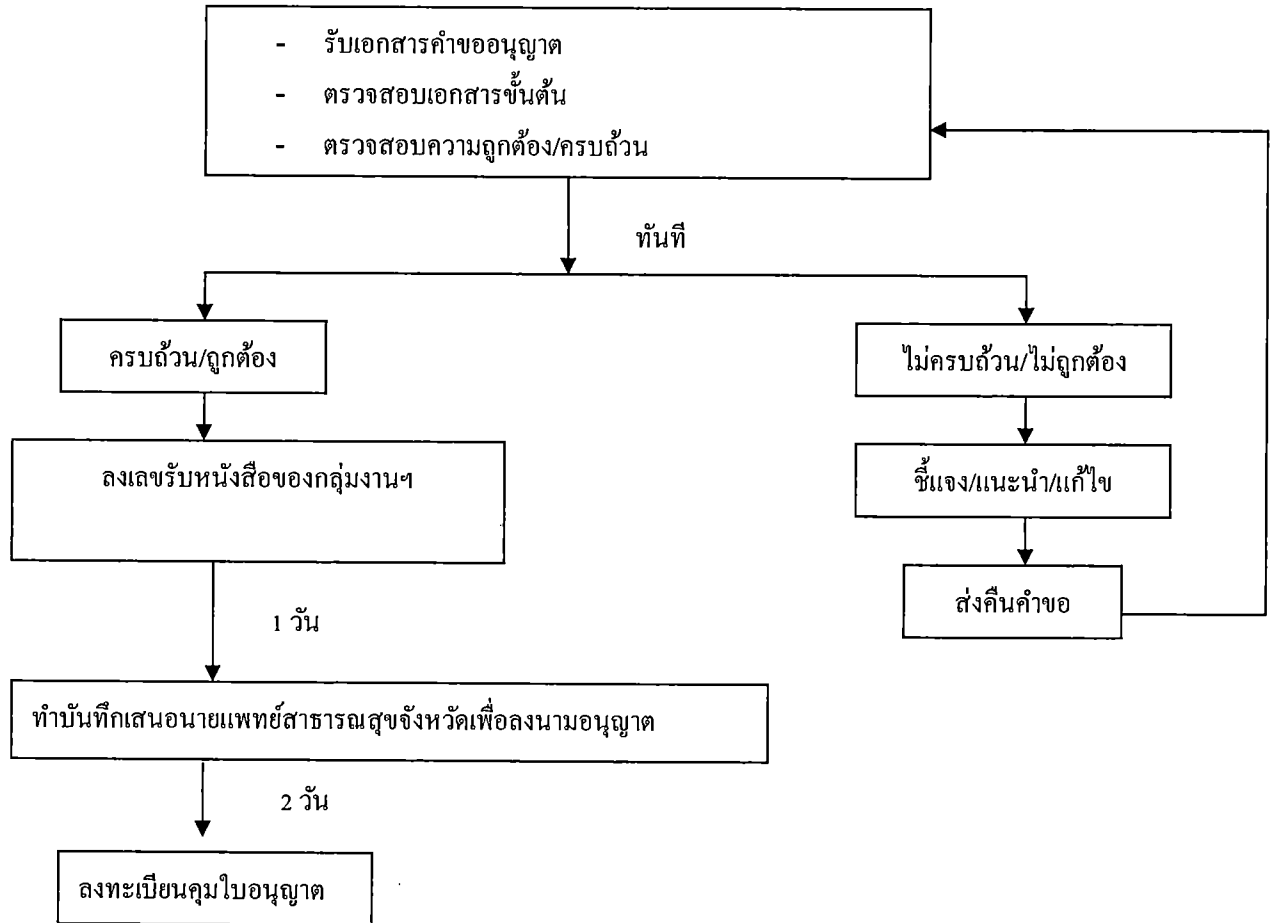 - รับเอกสารคำขออนุญาต
- ตรวจสอบเอกสารขั้นต้น
- ตรวจสอบความถูกต้อง/ครบถ้วน
ทันที
ครบถ้วน/ถูกต้อง
ไม่ครบถ้วน/ไม่ถูกต้อง
ลงเลขรับหนังสือของกลุ่มงานฯ
ชี้แจง/แนะนำ/แก้ไข
ส่งคืนคำขอ
1 วัน
ทำบันทึกเสนอนายแพทย์สาธารณสุขจังหวัดเพื่อลงนามอนุญาต
2 วัน
ลงทะเบียนคุมใบอนุญาต